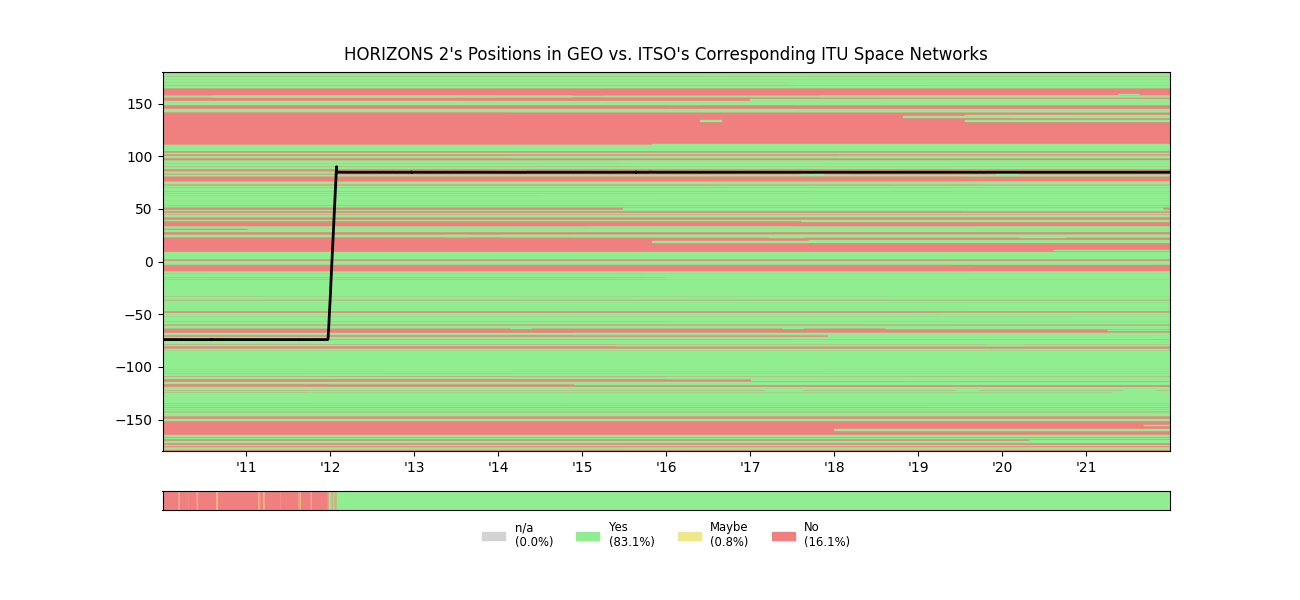 HORIZONS 2's Positions in GEO vs. ITSO's Corresponding ITU Space Networks
150
100
50
0
−50
−100
−150
'11 '12 '13 '14 '15 '16 '17 '18 '19 '20 '21
n/a Yes Maybe No
(0.0%) (83.1%) (0.8%) (16.1%)